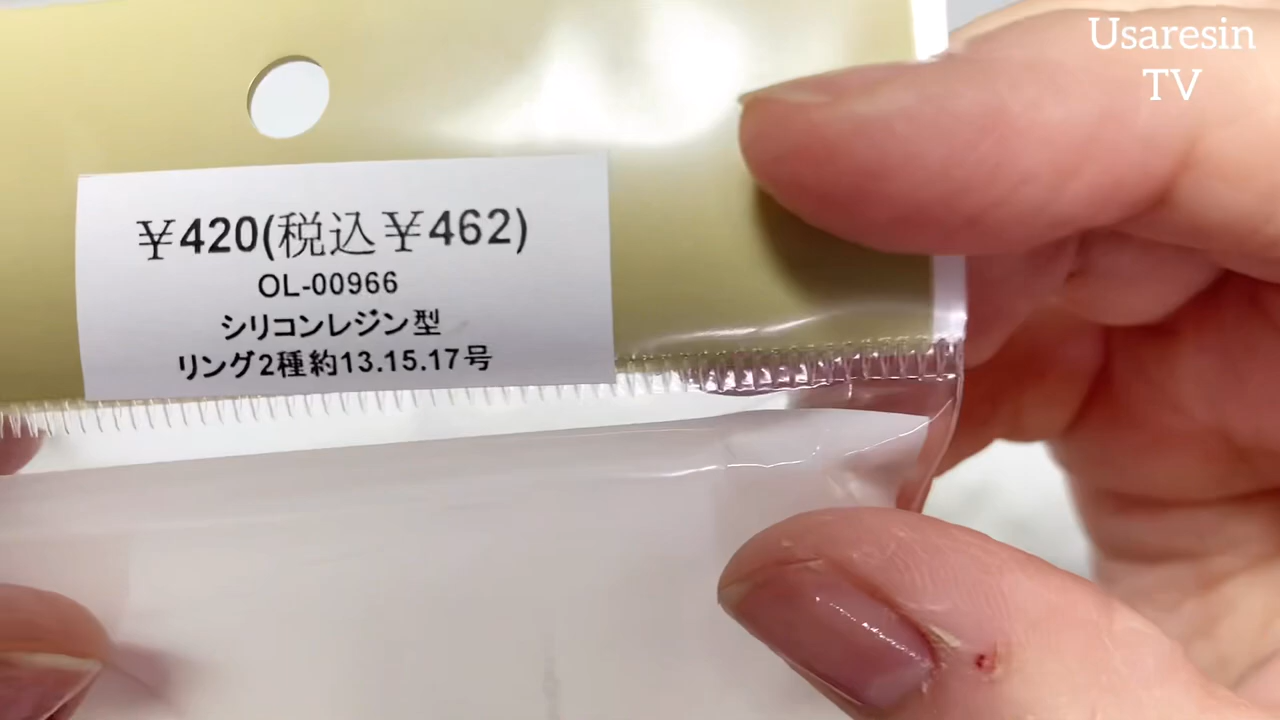 Usaresin
TV
¥420(税込¥462)
OL-00966
シリコンレジン型
リング2種約13.15.17号